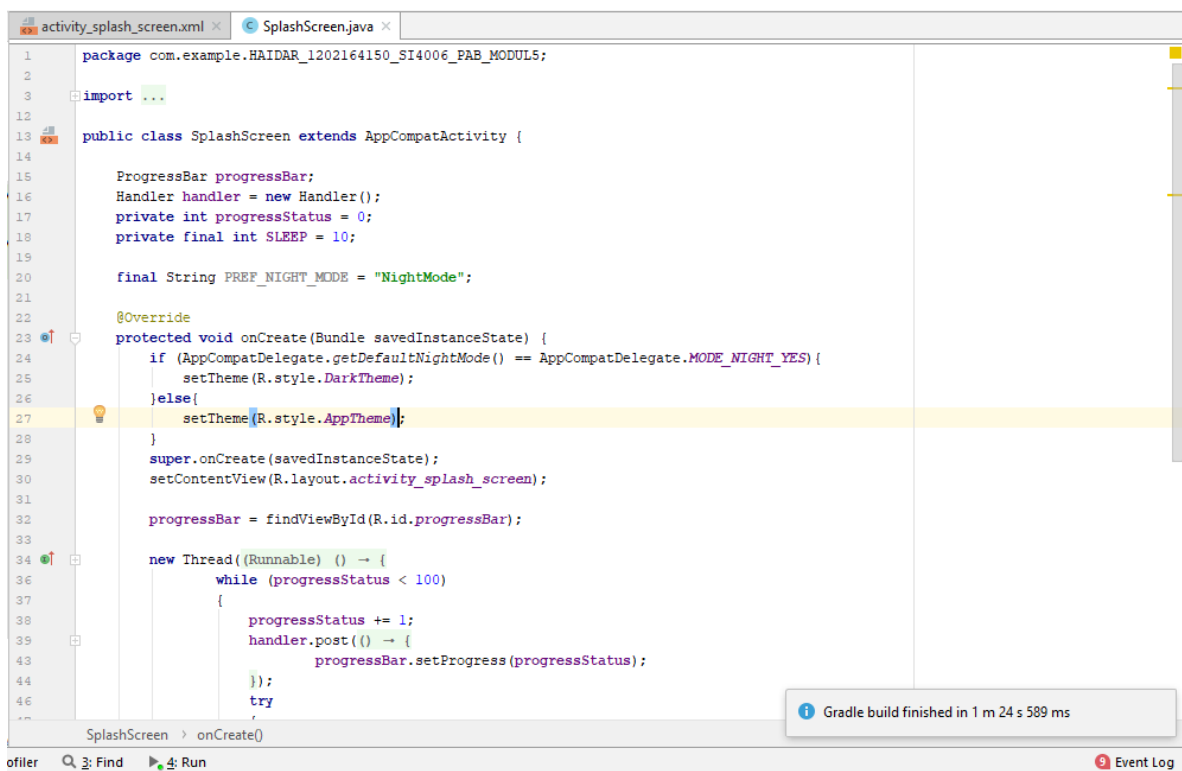 activity_splash_screen.xml × SplashScreen.java ×
1 package com.example.HAIDAR_1202164150_SI4006_PAB_MODUL5;
2
3 import ...
12
13 public class SplashScreen extends AppCompatActivity {
14
15 ProgressBar progressBar;
16 Handler handler = new Handler();
17 private int progressStatus = 0;
18 private final int SLEEP = 10;
19
20 final String PREF_NIGHT_MODE = "NightMode";
21
22 @Override
23 protected void onCreate(Bundle savedInstanceState) {
24 if (AppCompatDelegate.getDefaultNightMode() == AppCompatDelegate.MODE_NIGHT_YES){
25 setTheme(R.style.DarkTheme);
26 }else{
27 setTheme(R.style.AppTheme);
28 }
29 super.onCreate(savedInstanceState);
30 setContentView(R.layout.activity_splash_screen);
31
32 progressBar = findViewById(R.id.progressBar);
33
34 new Thread((Runnable) () → {
36 while (progressStatus < 100)
37 {
38 progressStatus += 1;
39 handler.post(() → {
43 progressBar.setProgress(progressStatus);
44 });
46 try
Gradle build finished in 1 m 24 s 589 ms
SplashScreen › onCreate()
ofiler 3: Find 4: Run 9 Event Log